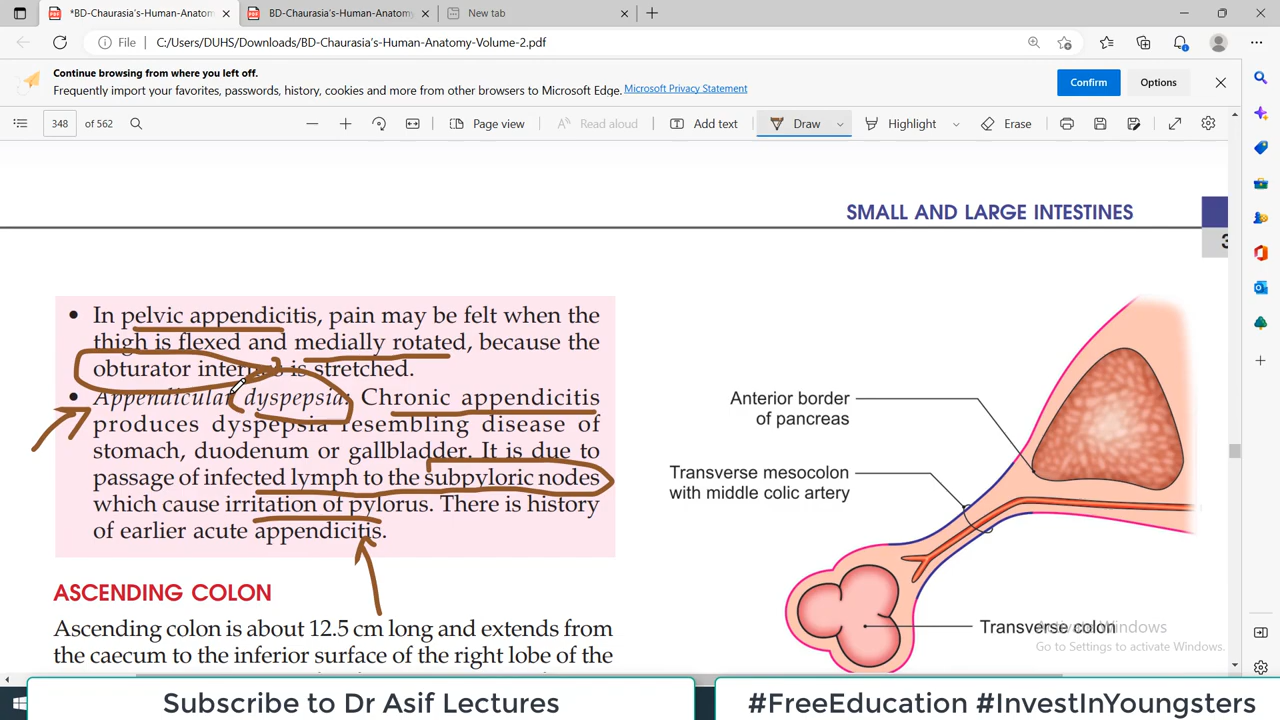 *BD-Chaurasia's-Human-Anatomy-
BD-Chaurasia's-Human-Anatomy-
New tab
File
C:/Users/DUHS/Downloads/BD-Chaurasia's-Human-Anatomy-Volume-2.pdf
Continue browsing from where you left off.
Frequently import your favorites, passwords, history, cookies and more from other browsers to Microsoft Edge. Microsoft Privacy Statement
Confirm
Options
348 of 562
Page view
Read aloud
Add text
Draw
Highlight
Erase
SMALL AND LARGE INTESTINES
3
• In pelvic appendicitis, pain may be felt when the
thigh is flexed and medially rotated, because the
obturator internus is stretched.
• Appendicular dyspepsia: Chronic appendicitis
produces dyspepsia resembling disease of
stomach, duodenum or gallbladder. It is due to
passage of infected lymph to the subpyloric nodes
which cause irritation of pylorus. There is history
of earlier acute appendicitis.
ASCENDING COLON
Ascending colon is about 12.5 cm long and extends from
the caecum to the inferior surface of the right lobe of the
Anterior border
of pancreas
Transverse mesocolon
with middle colic artery
Transverse colon
Activate Windows
Go to Settings to activate Windows.
Subscribe to Dr Asif Lectures
#FreeEducation #InvestInYoungsters